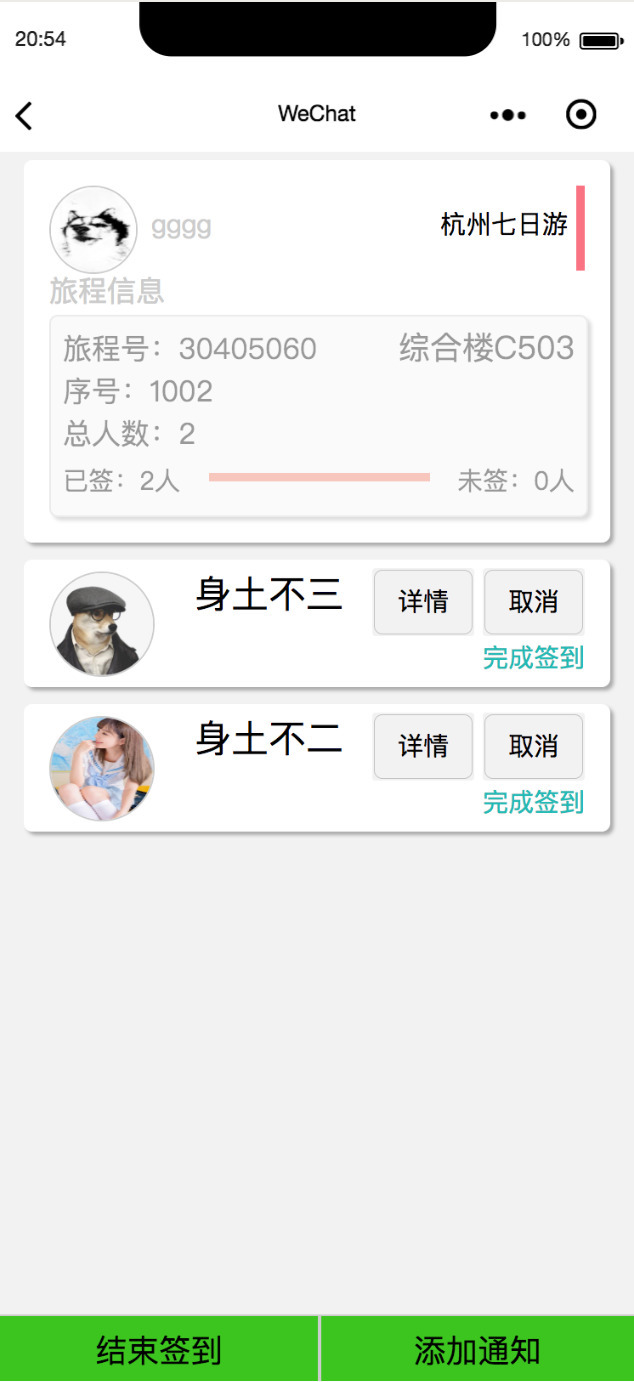 20:54 100%
WeChat
gggg 杭州七日游
旅程信息
旅程号：30405060 综合楼C503
序号：1002
总人数：2
已签：2人 未签：0人
身土不三 详情 取消
完成签到
身土不二 详情 取消
完成签到
结束签到 添加通知